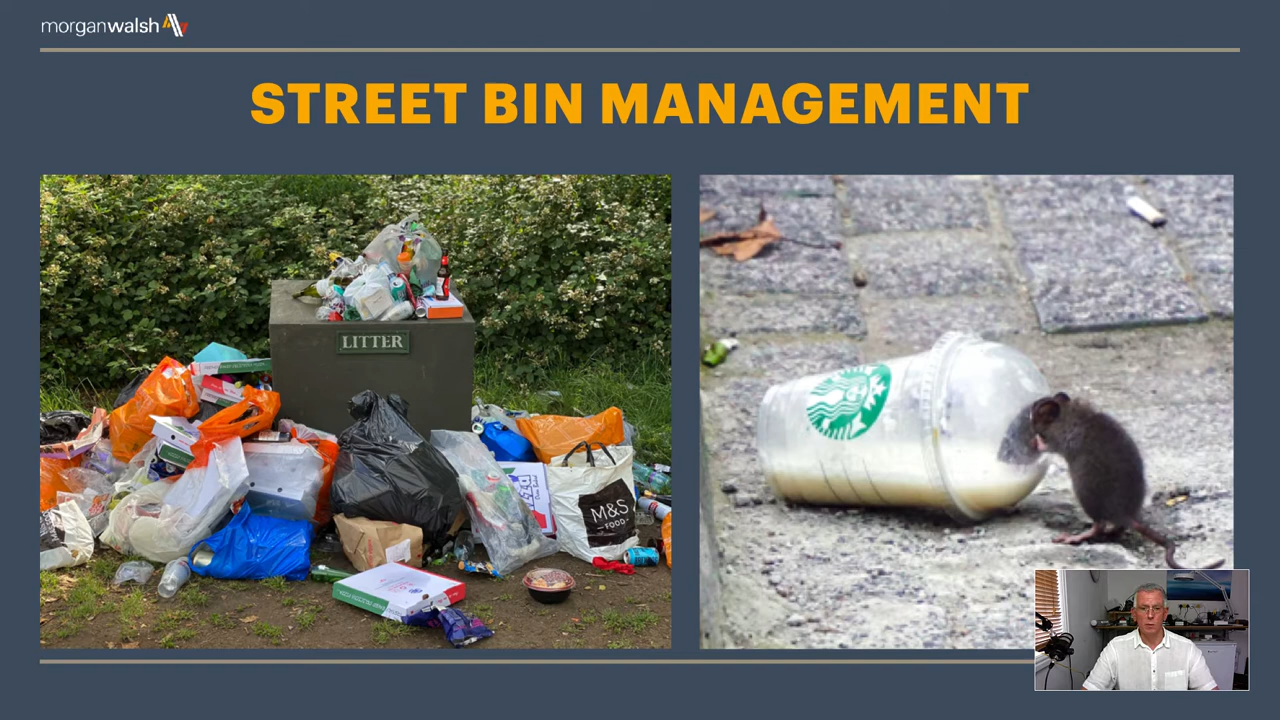 morganwalsh
STREET BIN MANAGEMENT
LITTER
M&S
FOOD